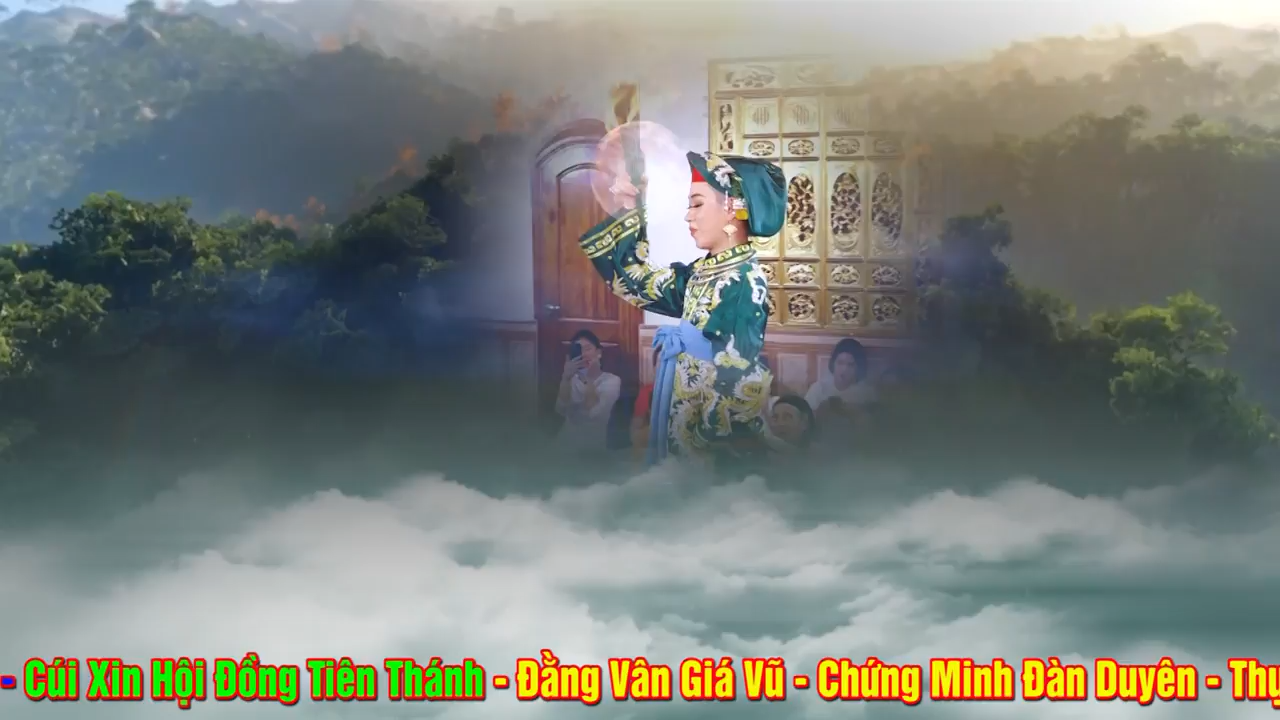 - Cúi Xin Hội Đồng Tiên Thánh - Đằng Vân Giá Vũ - Chứng Minh Đàn Duyên -